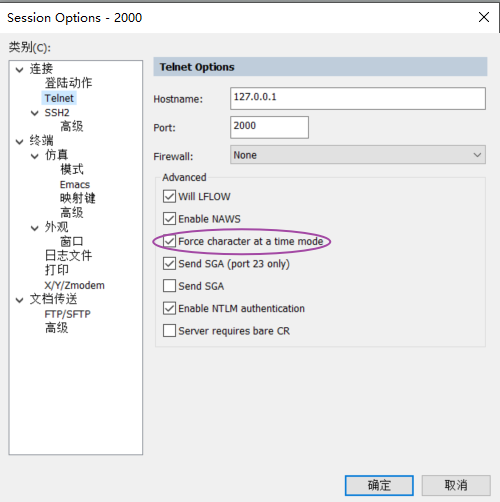 Session Options - 2000
类别(C):
连接
登陆动作
Telnet
SSH2
高级
终端
仿真
模式
Emacs
映射键
高级
外观
窗口
日志文件
打印
X/Y/Zmodem
文档传送
FTP/SFTP
高级
Telnet Options
Hostname: 127.0.0.1
Port: 2000
Firewall: None
Advanced
Will LFLOW
Enable NAWS
Force character at a time mode
Send SGA (port 23 only)
Send SGA
Enable NTLM authentication
Server requires bare CR
确定 取消